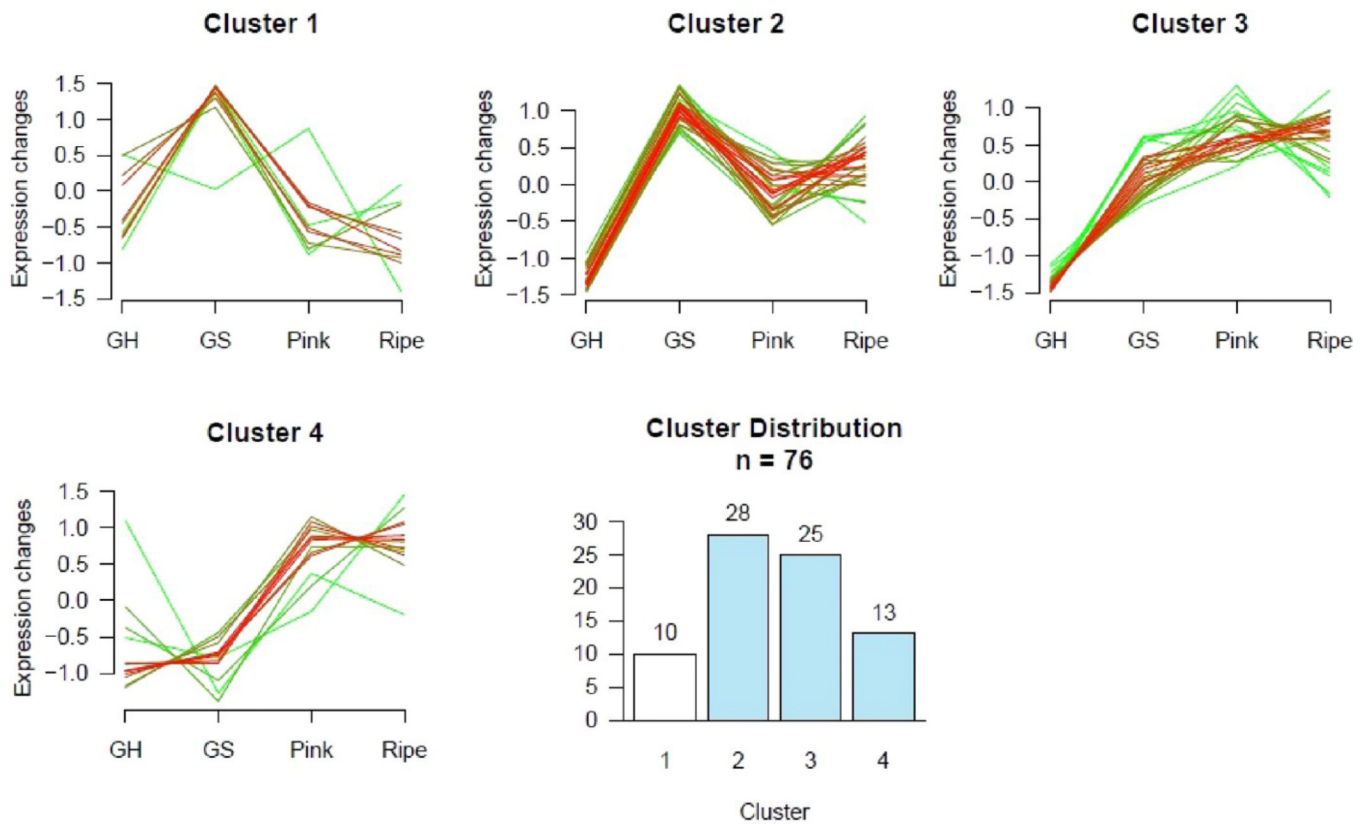 Cluster 1
Expression changes
1.5
1.0
0.5
0.0
−0.5
−1.0
−1.5
GH GS Pink Ripe
Cluster 2
Expression changes
1.0
0.5
0.0
−0.5
−1.0
−1.5
GH GS Pink Ripe
Cluster 3
Expression changes
1.0
0.5
0.0
−0.5
−1.0
−1.5
GH GS Pink Ripe
Cluster 4
Expression changes
1.5
1.0
0.5
0.0
−0.5
−1.0
GH GS Pink Ripe
Cluster Distribution
n = 76
30
25
20
15
10
5
0
10 28 25 13
1 2 3 4
Cluster